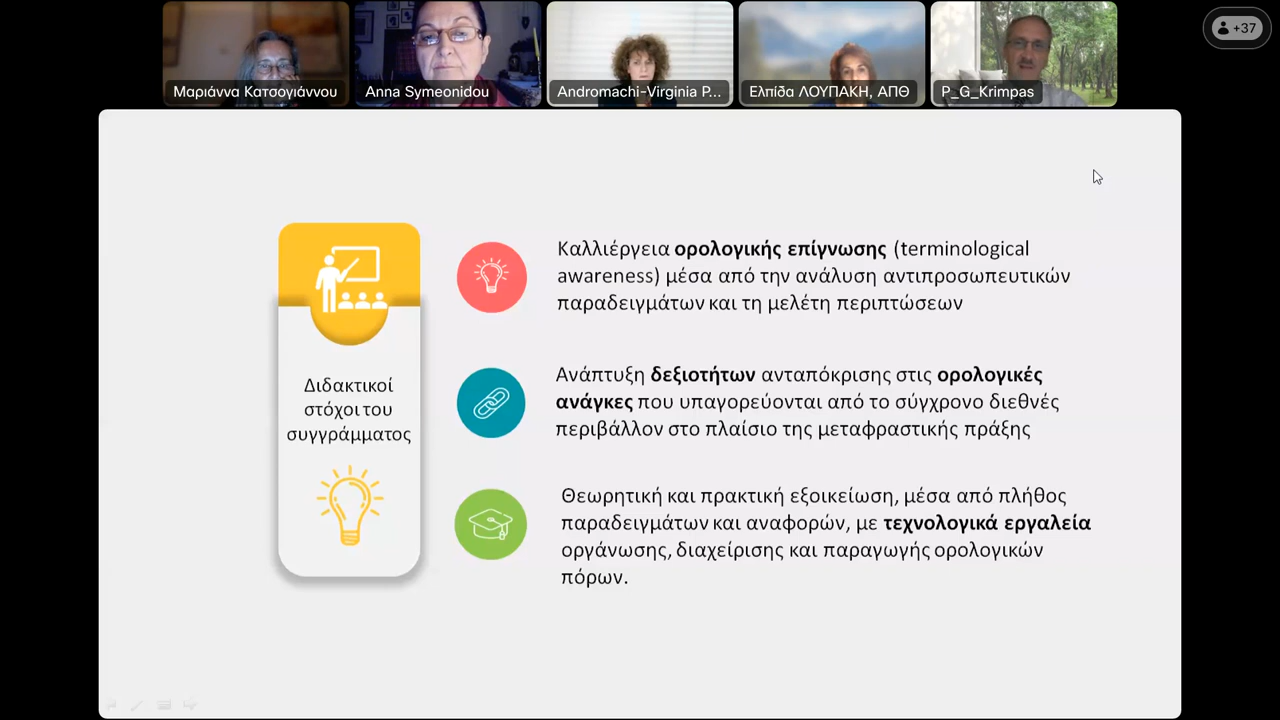 +37
Μαριάννα Κατσογιάννου
Anna Symeonidou
Andromachi-Virginia P...
Ελπίδα ΛΟΥΠΑΚΗ, ΑΠΘ
P_G_Krimpas
Διδακτικοί
στόχοι του
συγγράμματος
Καλλιέργεια ορολογικής επίγνωσης (terminological
awareness) μέσα από την ανάλυση αντιπροσωπευτικών
παραδειγμάτων και τη μελέτη περιπτώσεων
Ανάπτυξη δεξιοτήτων ανταπόκρισης στις ορολογικές
ανάγκες που υπαγορεύονται από το σύγχρονο διεθνές
περιβάλλον στο πλαίσιο της μεταφραστικής πράξης
Θεωρητική και πρακτική εξοικείωση, μέσα από πλήθος
παραδειγμάτων και αναφορών, με τεχνολογικά εργαλεία
οργάνωσης, διαχείρισης και παραγωγής ορολογικών
πόρων.